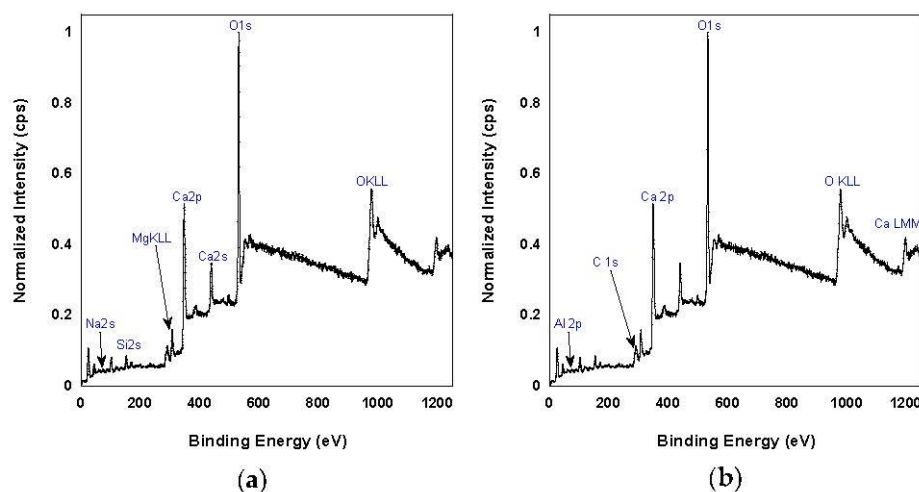 Normalized Intensity (cps)
1
0.8
0.6
0.4
0.2
0
O1s
Ca2p
MgKLL
Ca2s
Na2s
Si2s
OKLL
0 200 400 600 800 1000 1200
Binding Energy (eV)
(a)
Normalized Intensity (cps)
1
0.8
0.6
0.4
0.2
0
O1s
Ca 2p
C 1s
Al 2p
O KLL
Ca LMM
0 200 400 600 800 1000 1200
Binding Energy (eV)
(b)